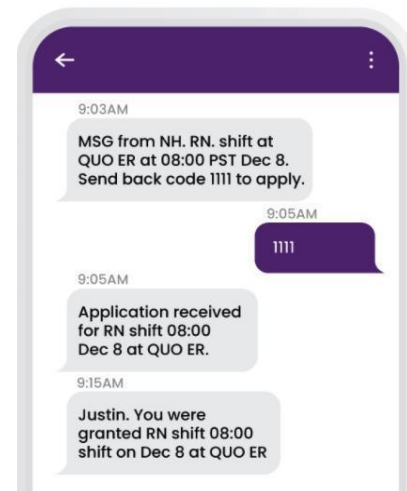 9:03AM
MSG from NH. RN. shift at
QUO ER at 08:00 PST Dec 8.
Send back code 1111 to apply.
9:05AM
1111
9:05AM
Application received
for RN shift 08:00
Dec 8 at QUO ER.
9:15AM
Justin. You were
granted RN shift 08:00
shift on Dec 8 at QUO ER